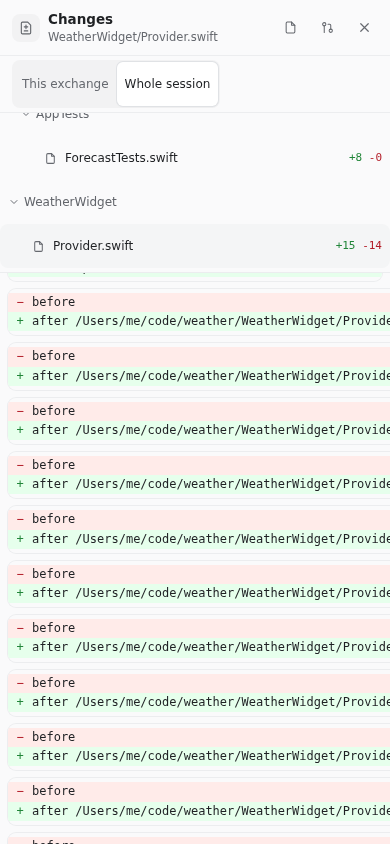 Changes
WeatherWidget/Provider.swift
This exchange
Whole session
AppTests
ForecastTests.swift
+8 -0
WeatherWidget
Provider.swift
+15 -14
− before
+ after /Users/me/code/weather/WeatherWidget/Provide
− before
+ after /Users/me/code/weather/WeatherWidget/Provide
− before
+ after /Users/me/code/weather/WeatherWidget/Provide
− before
+ after /Users/me/code/weather/WeatherWidget/Provide
− before
+ after /Users/me/code/weather/WeatherWidget/Provide
− before
+ after /Users/me/code/weather/WeatherWidget/Provide
− before
+ after /Users/me/code/weather/WeatherWidget/Provide
− before
+ after /Users/me/code/weather/WeatherWidget/Provide
− before
+ after /Users/me/code/weather/WeatherWidget/Provide
− before
+ after /Users/me/code/weather/WeatherWidget/Provide